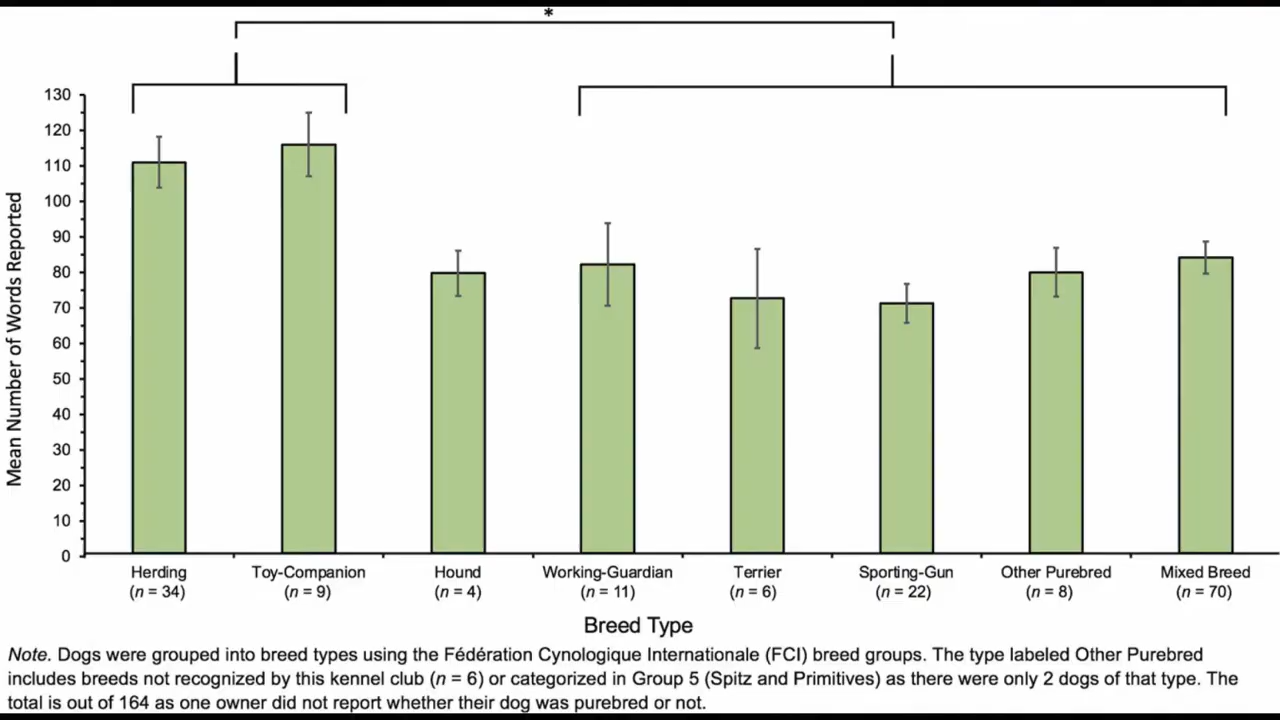 *
130
120
110
100
90
80
70
60
50
40
30
20
10
0
Mean Number of Words Reported
Herding
(n = 34)
Toy-Companion
(n = 9)
Hound
(n = 4)
Working-Guardian
(n = 11)
Terrier
(n = 6)
Sporting-Gun
(n = 22)
Other Purebred
(n = 8)
Mixed Breed
(n = 70)
Breed Type
Note. Dogs were grouped into breed types using the Fédération Cynologique Internationale (FCI) breed groups. The type labeled Other Purebred
includes breeds not recognized by this kennel club (n = 6) or categorized in Group 5 (Spitz and Primitives) as there were only 2 dogs of that type. The
total is out of 164 as one owner did not report whether their dog was purebred or not.